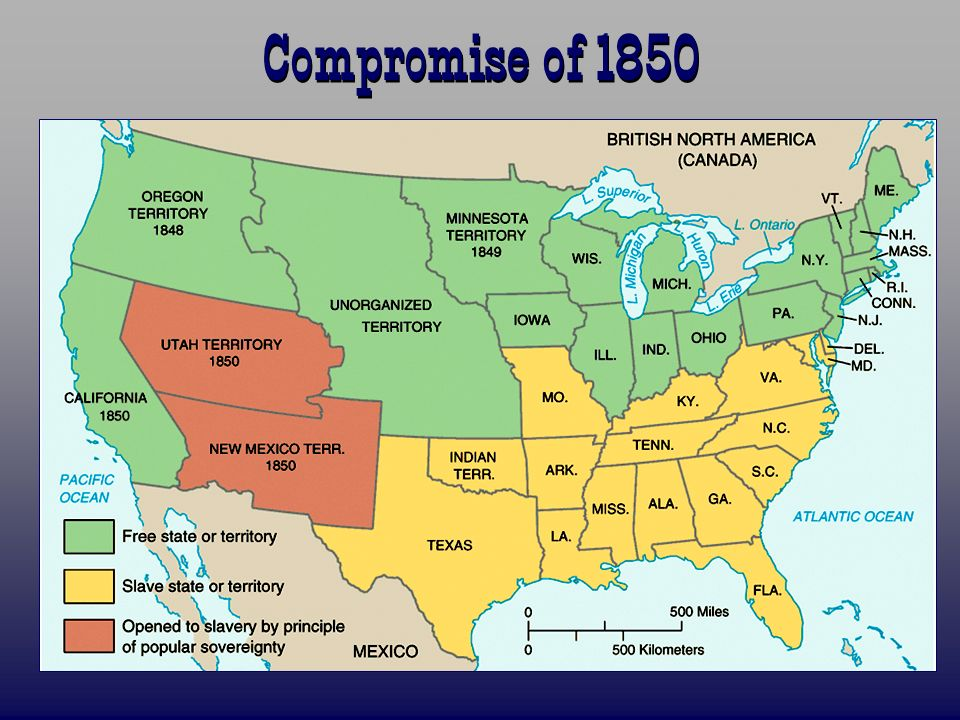 Compromise of 1850
BRITISH NORTH AMERICA
(CANADA)
OREGON
TERRITORY
1848
MINNESOTA
TERRITORY
1849
L. Superior
L. Michigan
L. Huron
L. Ontario
L. Erie
VT.
ME.
N.H.
MASS.
N.Y.
R.I.
CONN.
WIS.
MICH.
UNORGANIZED
TERRITORY
IOWA
PA.
N.J.
UTAH TERRITORY
1850
ILL.
IND.
OHIO
DEL.
MD.
CALIFORNIA
1850
MO.
KY.
VA.
NEW MEXICO TERR.
1850
INDIAN
TERR.
ARK.
TENN.
N.C.
S.C.
PACIFIC
OCEAN
MISS.
ALA.
GA.
ATLANTIC OCEAN
TEXAS
LA.
FLA.
Free state or territory
Slave state or territory
Opened to slavery by principle
of popular sovereignty
MEXICO
0 500 Miles
0 500 Kilometers